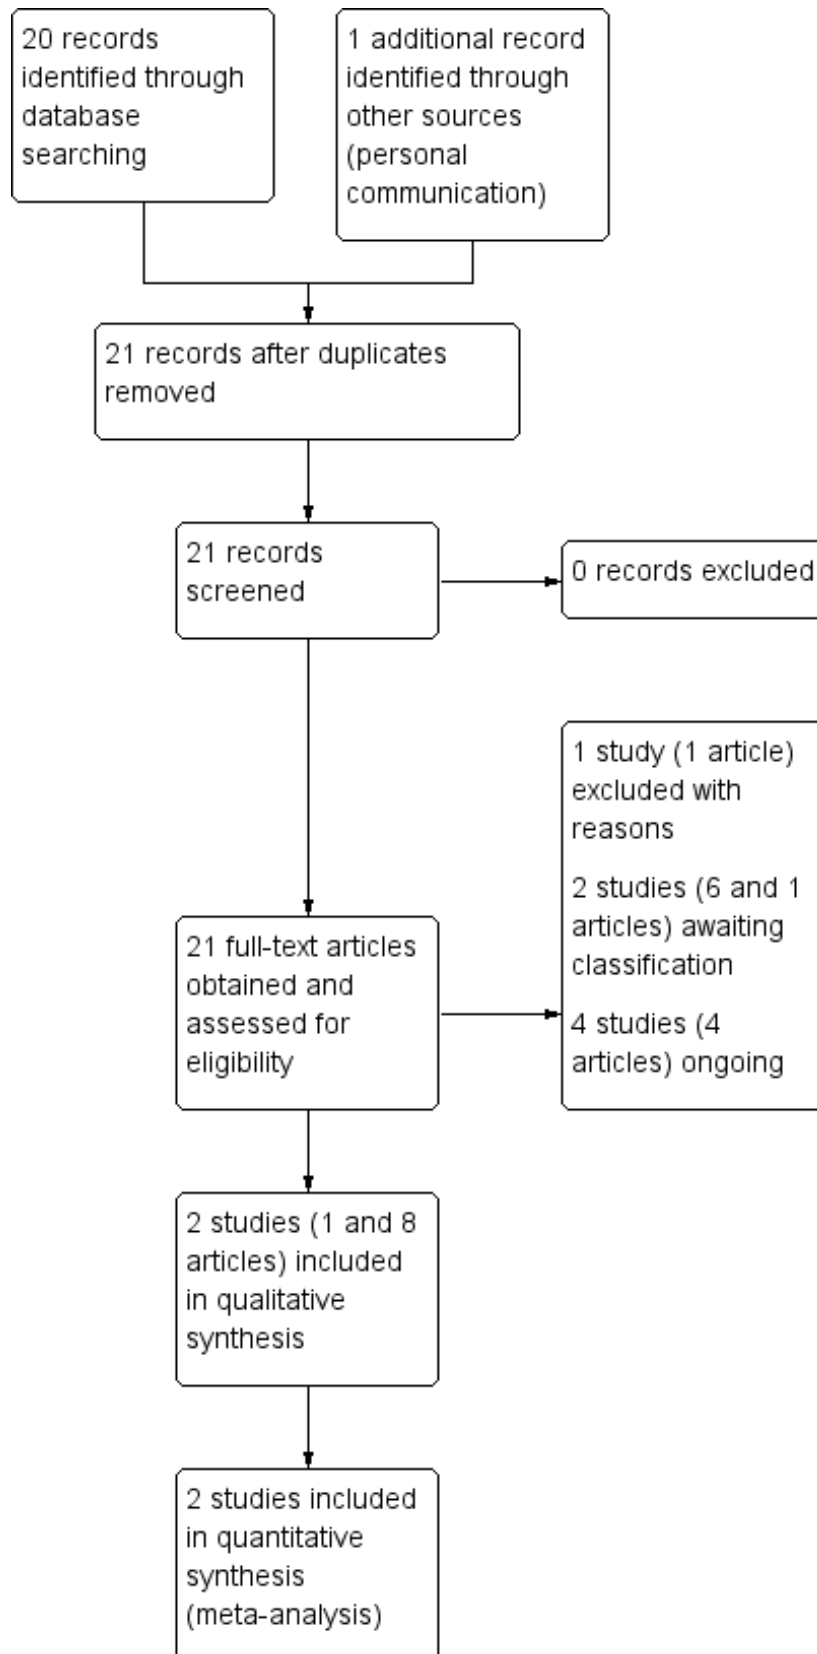 20 records
identified through
database
searching
1 additional record
identified through
other sources
(personal
communication)
21 records after duplicates
removed
21 records
screened
0 records excluded
1 study (1 article)
excluded with
reasons
2 studies (6 and 1
articles) awaiting
classification
4 studies (4
articles) ongoing
21 full-text articles
obtained and
assessed for
eligibility
2 studies (1 and 8
articles) included
in qualitative
synthesis
2 studies included
in quantitative
synthesis
(meta-analysis)